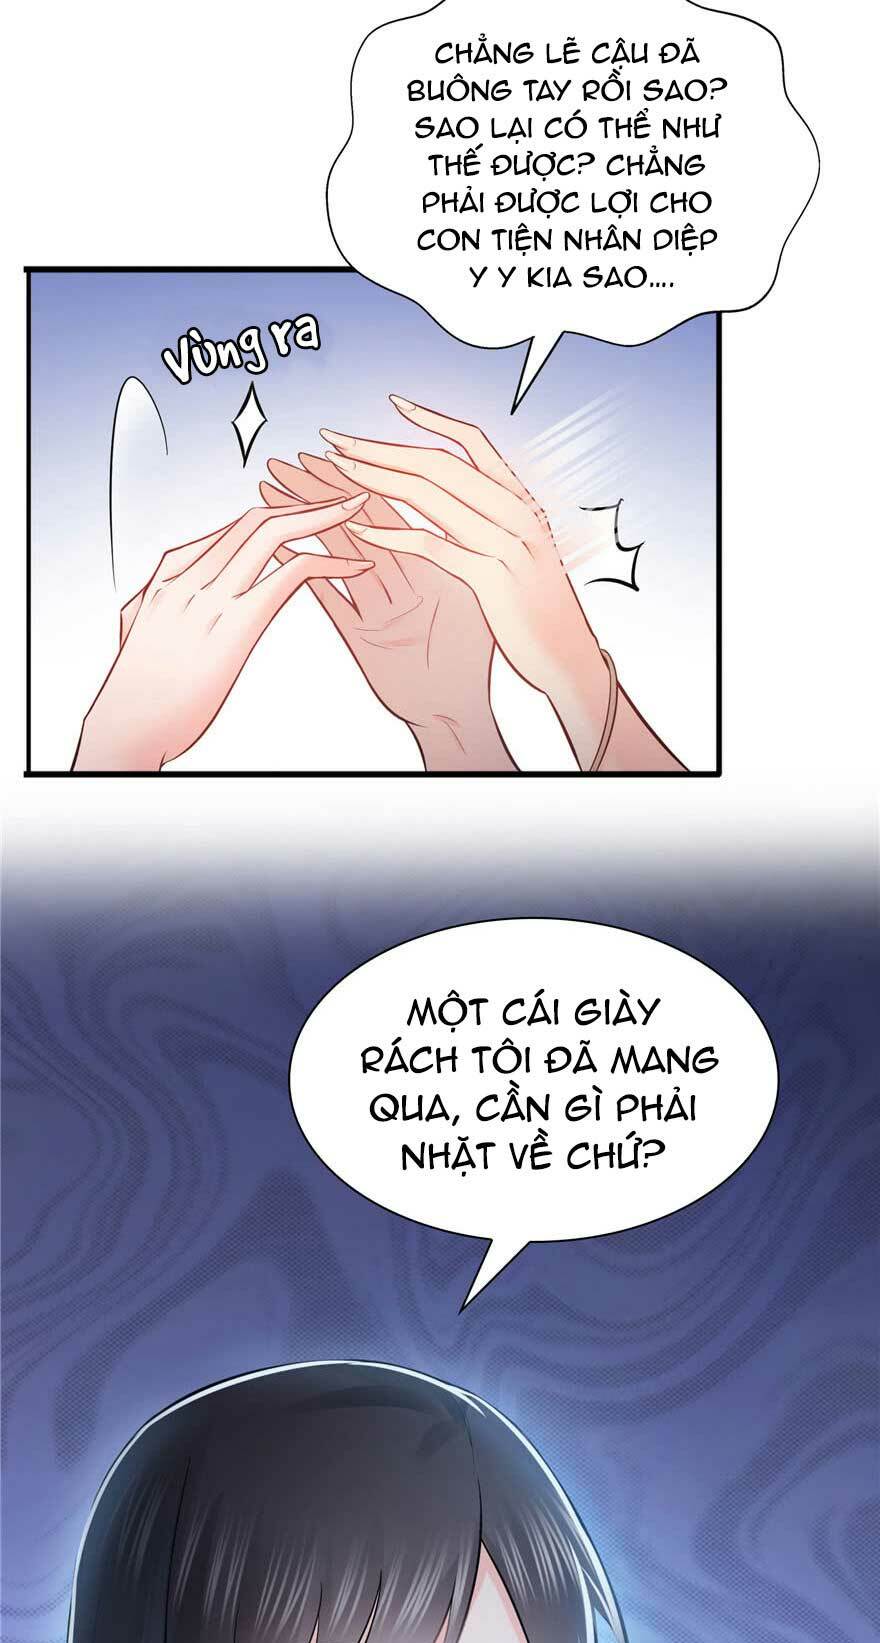 CHẲNG LẼ CẬU ĐÃ
BUÔNG TAY RỒI SAO?
SAO LẠI CÓ THỂ NHƯ
THẾ ĐƯỢC? CHẲNG
PHẢI ĐƯỢC LỢI CHO
CON TIỆN NHÂN DIỆP
Y Y KIA SAO....
Vùng ra
MỘT CÁI GIÀY
RÁCH TÔI ĐÃ MANG
QUA, CẦN GÌ PHẢI
NHẶT VỀ CHỨ?